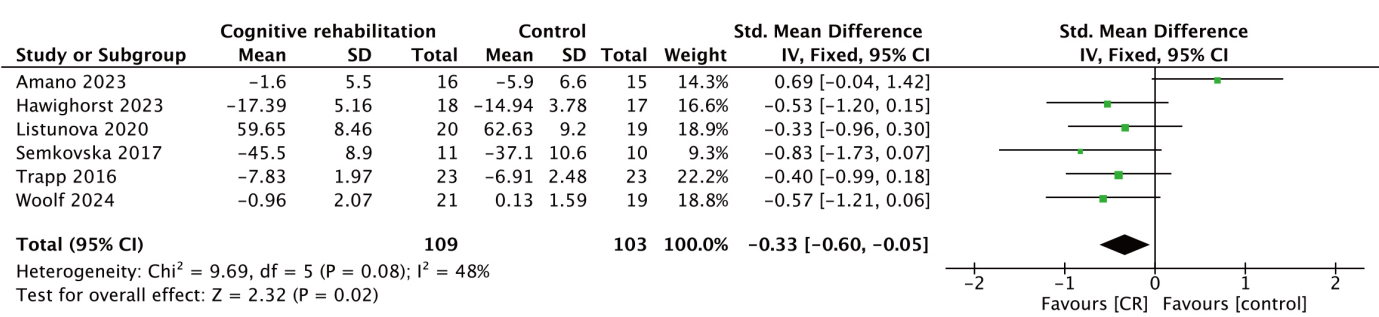 Cognitive rehabilitation Control Std. Mean Difference Std. Mean Difference
Study or Subgroup Mean SD Total Mean SD Total Weight IV, Fixed, 95% CI IV, Fixed, 95% CI
Amano 2023 −1.6 5.5 16 −5.9 6.6 15 14.3% 0.69 [−0.04, 1.42]
Hawighorst 2023 −17.39 5.16 18 −14.94 3.78 17 16.6% −0.53 [−1.20, 0.15]
Listunova 2020 59.65 8.46 20 62.63 9.2 19 18.9% −0.33 [−0.96, 0.30]
Semkovska 2017 −45.5 8.9 11 −37.1 10.6 10 9.3% −0.83 [−1.73, 0.07]
Trapp 2016 −7.83 1.97 23 −6.91 2.48 23 22.2% −0.40 [−0.99, 0.18]
Woolf 2024 −0.96 2.07 21 0.13 1.59 19 18.8% −0.57 [−1.21, 0.06]
Total (95% CI) 109 103 100.0% −0.33 [−0.60, −0.05]
Heterogeneity: Chi² = 9.69, df = 5 (P = 0.08); I² = 48%
Test for overall effect: Z = 2.32 (P = 0.02)
−2 −1 0 1 2
Favours [CR] Favours [control]